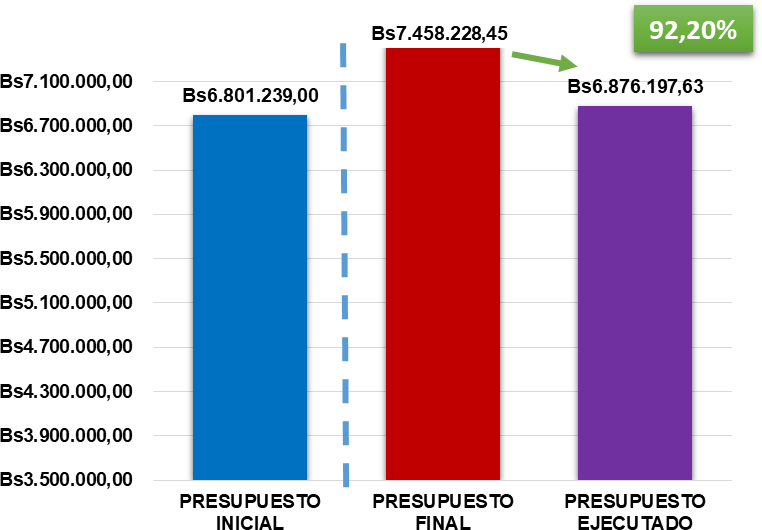 92,20%
Bs7.458.228,45
Bs6.801.239,00
Bs6.876.197,63
Bs7.100.000,00
Bs6.700.000,00
Bs6.300.000,00
Bs5.900.000,00
Bs5.500.000,00
Bs5.100.000,00
Bs4.700.000,00
Bs4.300.000,00
Bs3.900.000,00
Bs3.500.000,00
PRESUPUESTO
INICIAL
PRESUPUESTO
FINAL
PRESUPUESTO
EJECUTADO